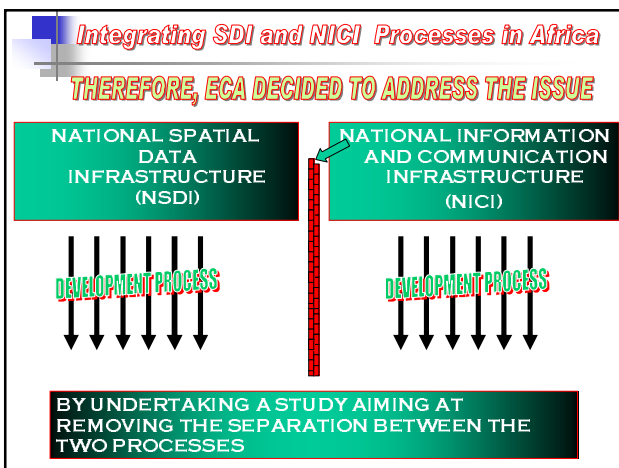 Integrating SDI and NICI Processes in Africa
THEREFORE, ECA DECIDED TO ADDRESS THE ISSUE
NATIONAL SPATIAL
DATA
INFRASTRUCTURE
(NSDI)
NATIONAL INFORMATION
AND COMMUNICATION
INFRASTRUCTURE
(NICI)
DEVELOPMENT PROCESS
DEVELOPMENT PROCESS
BY UNDERTAKING A STUDY AIMING AT
REMOVING THE SEPARATION BETWEEN THE
TWO PROCESSES